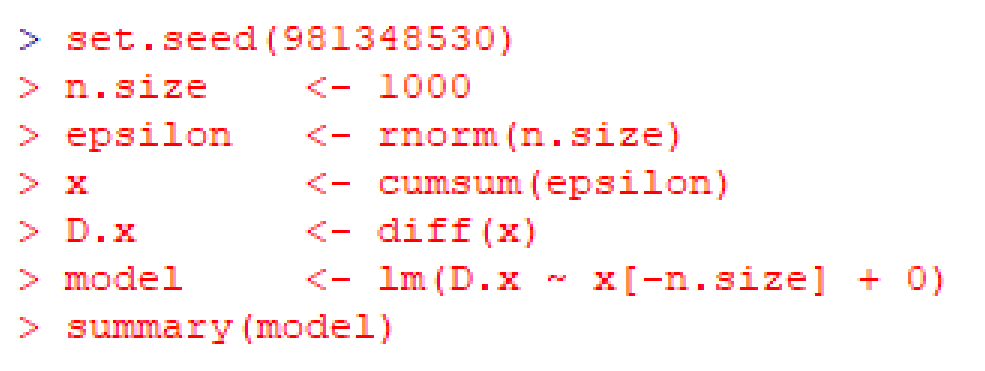 > set.seed(981348530)
> n.size    <- 1000
> epsilon   <- rnorm(n.size)
> x         <- cumsum(epsilon)
> D.x       <- diff(x)
> model     <- lm(D.x ~ x[-n.size] + 0)
> summary(model)